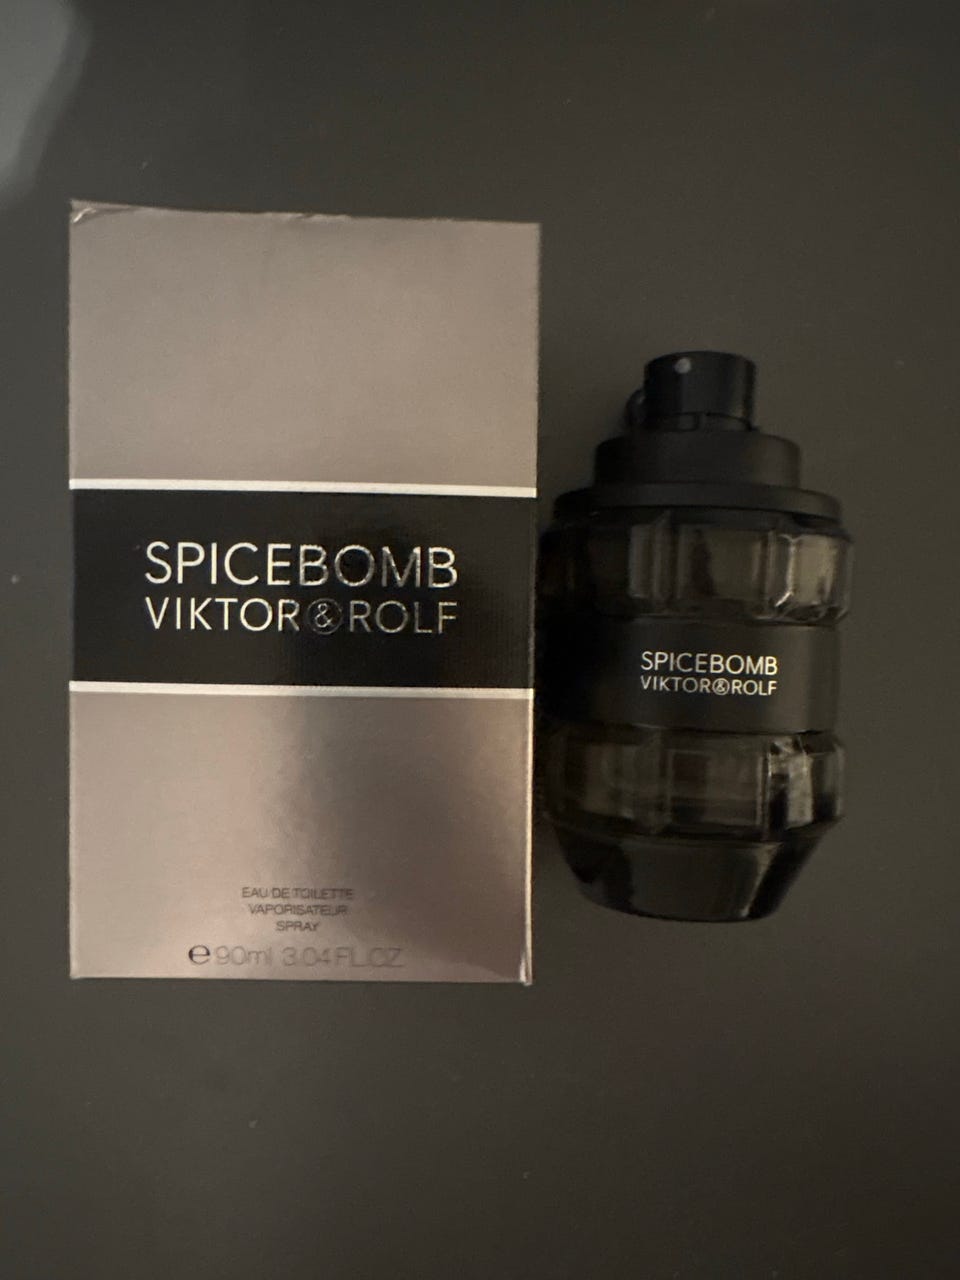 SPICEBOMB
VIKTOR&ROLF
EAU DE TOILETTE
VAPORISATEUR
SPRAY
℮90ml 3.04 FL.OZ
SPICEBOMB
VIKTOR&ROLF